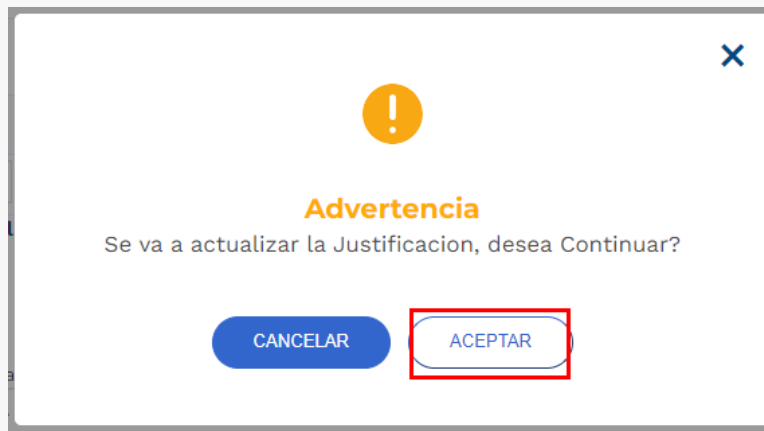 Advertencia
Se va a actualizar la Justificacion, desea Continuar?
CANCELAR
ACEPTAR